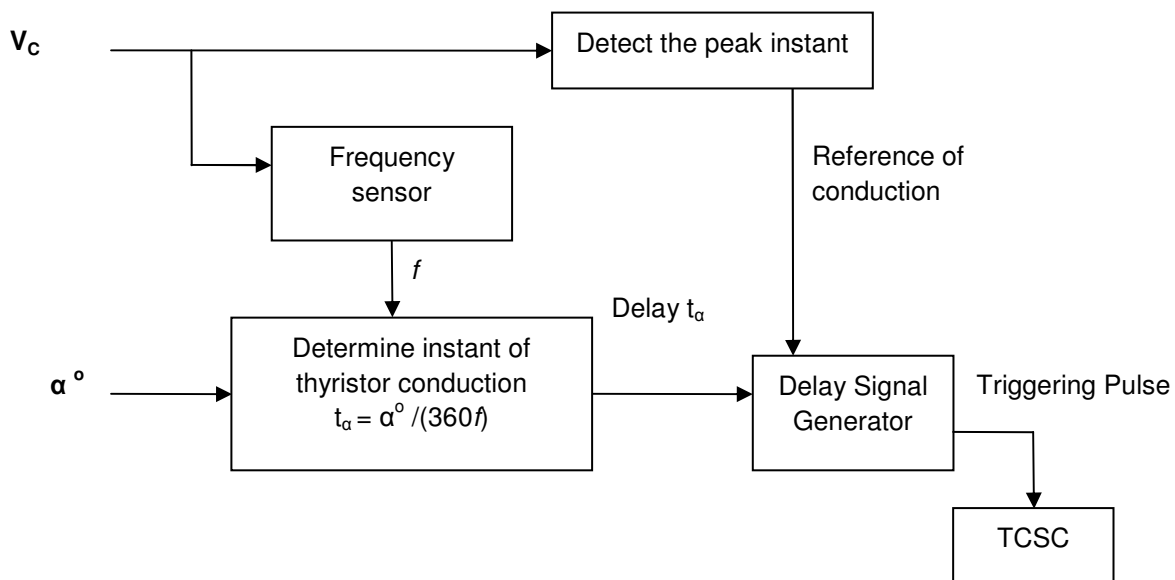 V_C
Detect the peak instant
Frequency
sensor
Reference of
conduction
f
Delay t_α
Determine instant of
thyristor conduction
t_α = α^o /(360f)
α ^o
Delay Signal
Generator
Triggering Pulse
TCSC